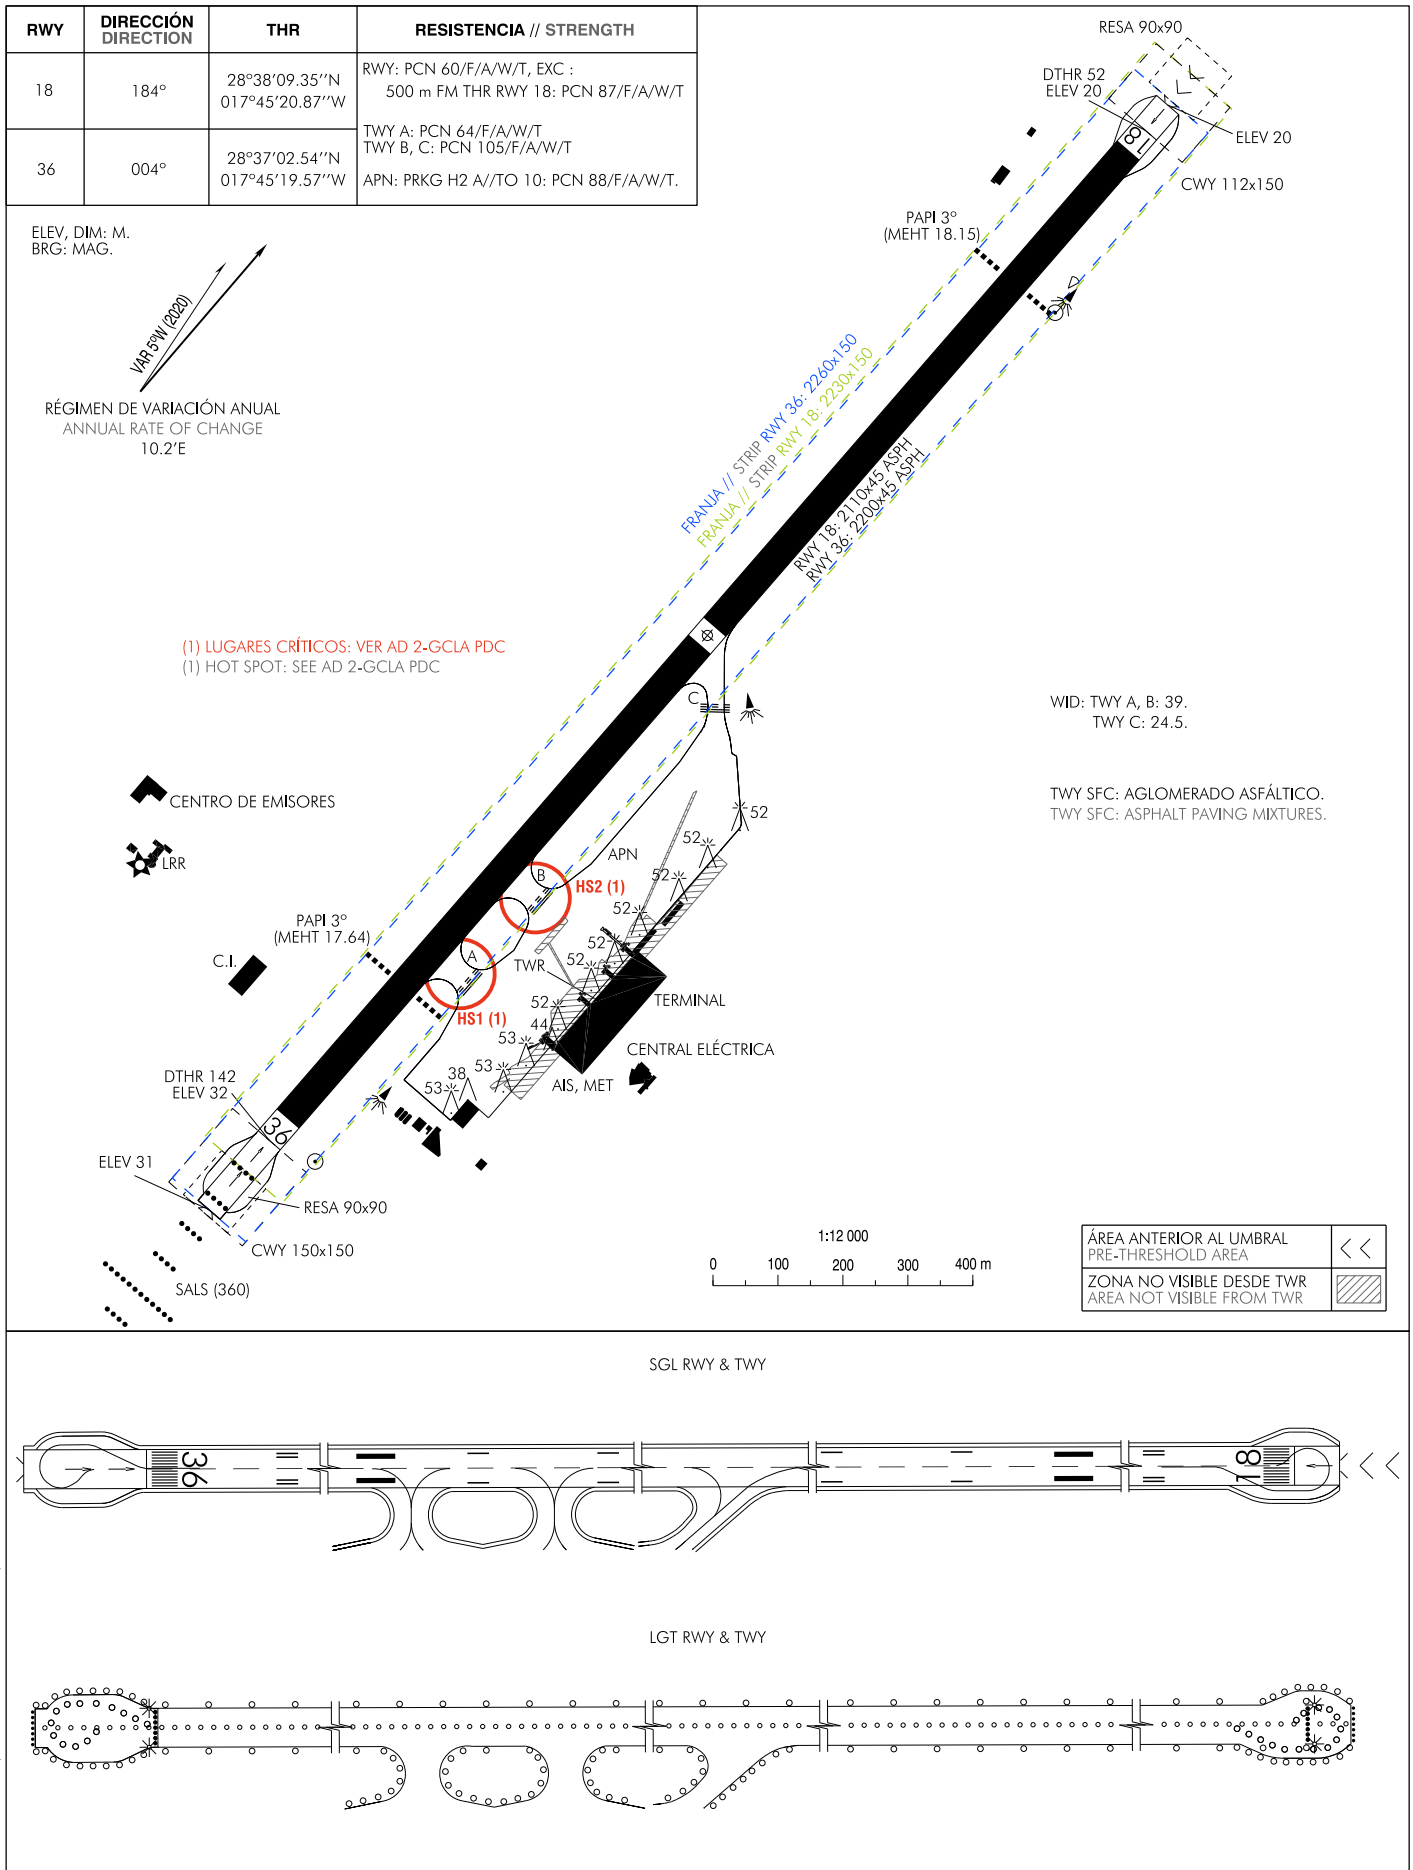 RWY
DIRECCIÓN
DIRECTION
THR
RESISTENCIA // STRENGTH
18
184°
28°38'09.35''N
017°45'20.87''W
RWY: PCN 60/F/A/W/T, EXC :
500 m FM THR RWY 18: PCN 87/F/A/W/T
TWY A: PCN 64/F/A/W/T
TWY B, C: PCN 105/F/A/W/T
APN: PRKG H2 A//TO 10: PCN 88/F/A/W/T.
36
004°
28°37'02.54''N
017°45'19.57''W
ELEV, DIM: M.
BRG: MAG.
VAR 5°W (2020)
RÉGIMEN DE VARIACIÓN ANUAL
ANNUAL RATE OF CHANGE
10.2'E
RESA 90x90
DTHR 52
ELEV 20
ELEV 20
18
CWY 112x150
PAPI 3°
(MEHT 18.15)
FRANJA // STRIP RWY 36: 2260x150
FRANJA // STRIP RWY 18: 2230x150
RWY 18: 2110x45 ASPH
RWY 36: 2200x45 ASPH
(1) LUGARES CRÍTICOS: VER AD 2-GCLA PDC
(1) HOT SPOT: SEE AD 2-GCLA PDC
C
WID: TWY A, B: 39.
TWY C: 24.5.
TWY SFC: AGLOMERADO ASFÁLTICO.
TWY SFC: ASPHALT PAVING MIXTURES.
CENTRO DE EMISORES
LRR
52
52
APN
B
52
HS2 (1)
52
PAPI 3°
(MEHT 17.64)
C.I.
A
52
TWR
52
TERMINAL
52
HS1 (1)
44
53
CENTRAL ELÉCTRICA
53
38
53
AIS, MET
DTHR 142
ELEV 32
36
ELEV 31
RESA 90x90
CWY 150x150
SALS (360)
1:12 000
0 100 200 300 400 m
ÁREA ANTERIOR AL UMBRAL
PRE-THRESHOLD AREA
ZONA NO VISIBLE DESDE TWR
AREA NOT VISIBLE FROM TWR
SGL RWY & TWY
36
18
LGT RWY & TWY